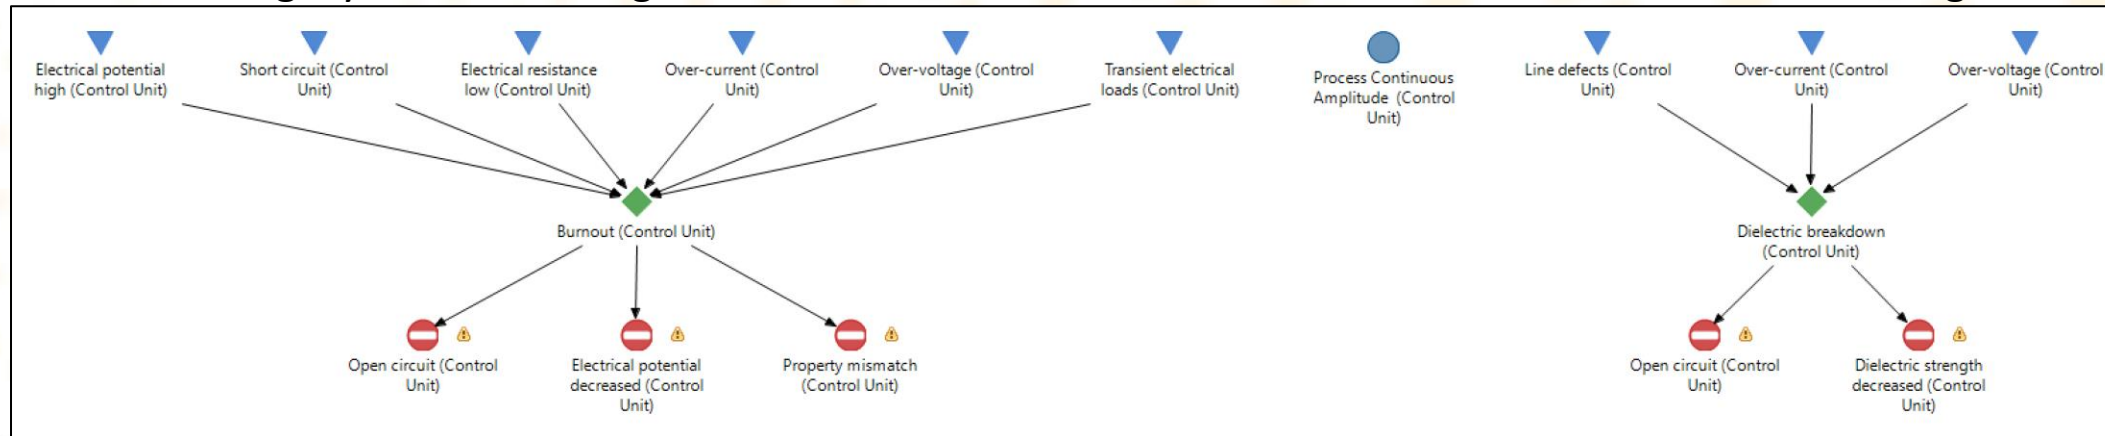 Electrical potential
high (Control Unit)
Short circuit (Control
Unit)
Electrical resistance
low (Control Unit)
Over-current (Control
Unit)
Over-voltage (Control
Unit)
Transient electrical
loads (Control Unit)
Process Continuous
Amplitude (Control
Unit)
Line defects (Control
Unit)
Over-current (Control
Unit)
Over-voltage (Control
Unit)
Burnout (Control Unit)
Dielectric breakdown
(Control Unit)
Open circuit (Control
Unit)
Electrical potential
decreased (Control
Unit)
Property mismatch
(Control Unit)
Open circuit (Control
Unit)
Dielectric strength
decreased (Control
Unit)